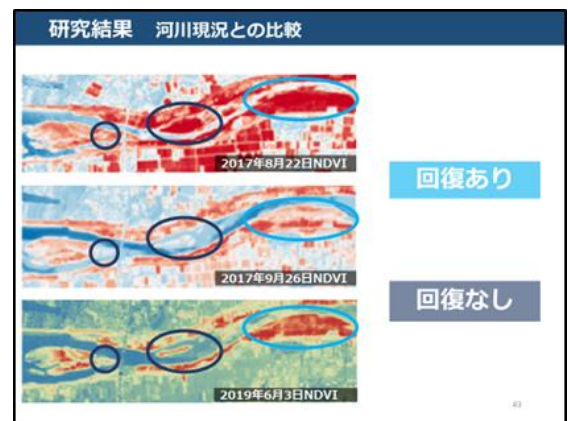 研究結果 河川現況との比較
2017年8月22日NDVI
回復あり
2017年9月26日NDVI
回復なし
2019年6月3日NDVI
43